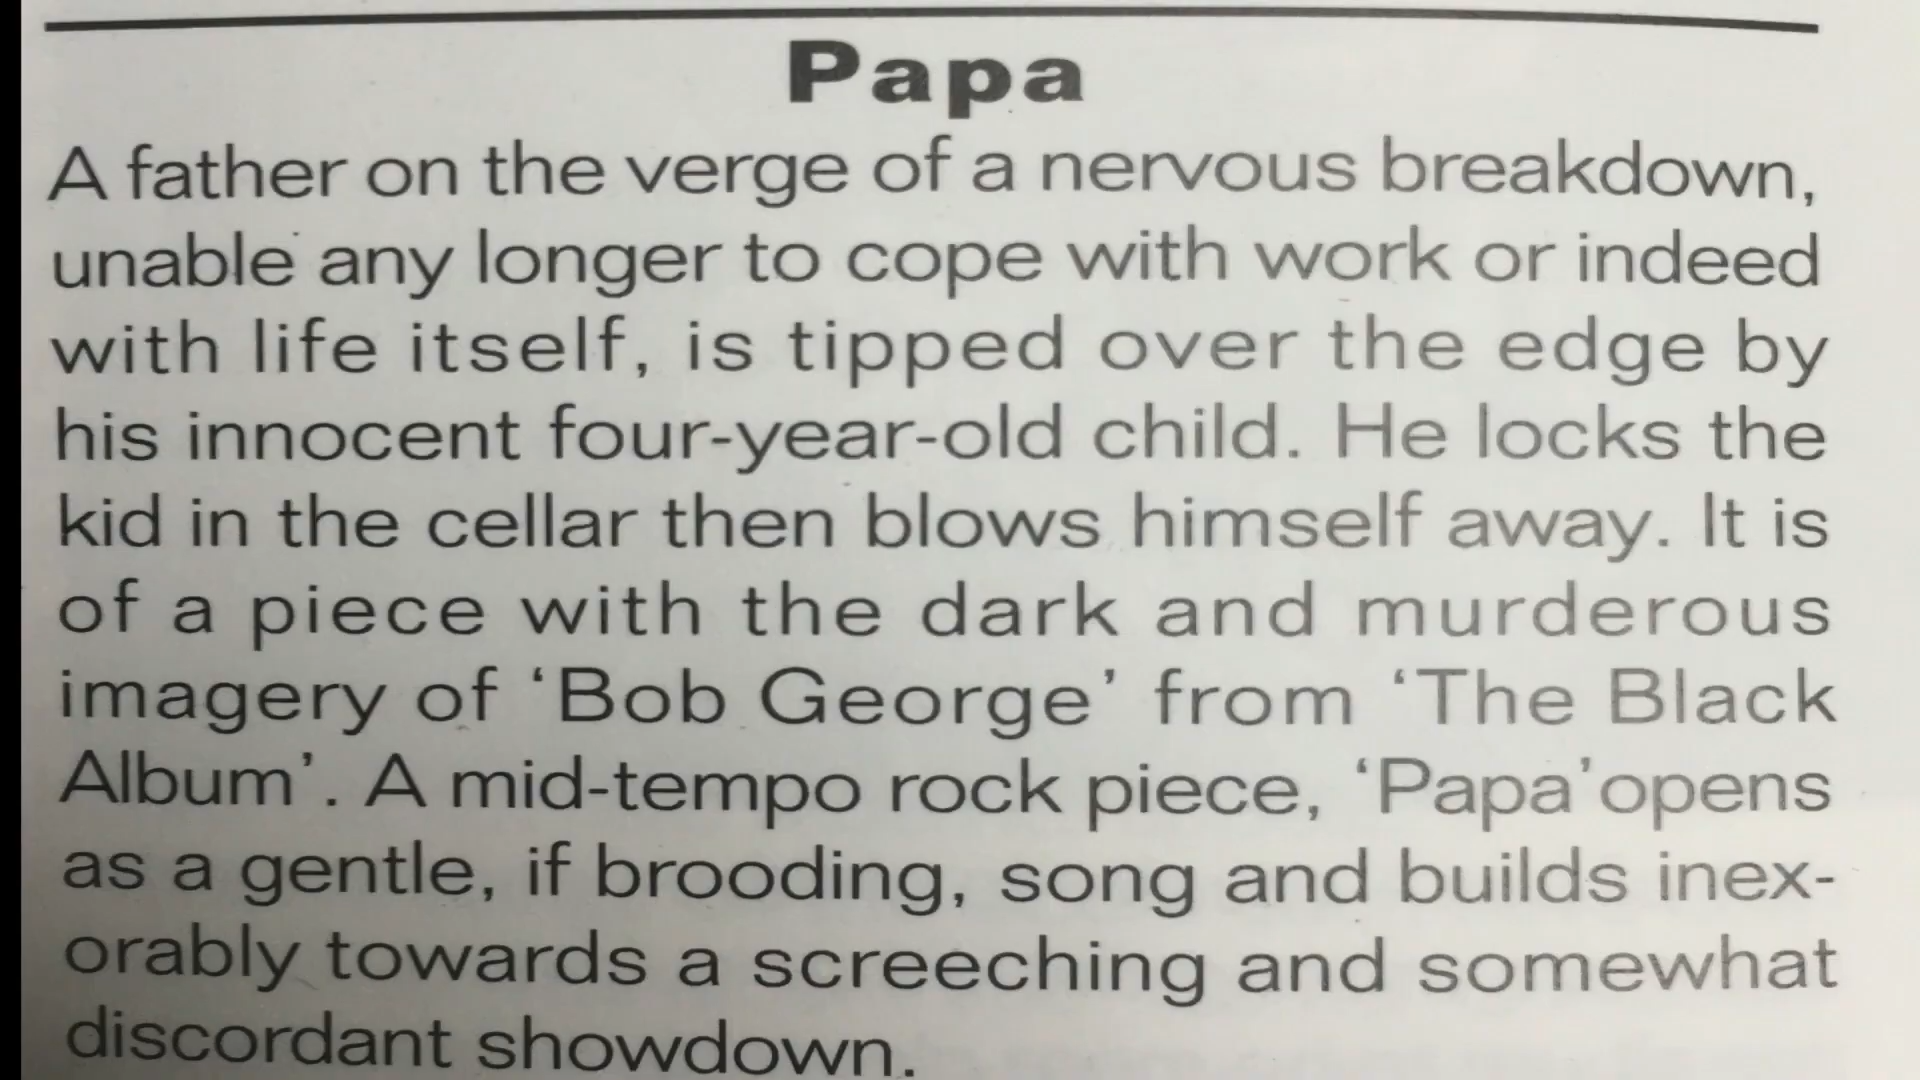 Papa
A father on the verge of a nervous breakdown,
unable any longer to cope with work or indeed
with life itself, is tipped over the edge by
his innocent four-year-old child. He locks the
kid in the cellar then blows himself away. It is
of a piece with the dark and murderous
imagery of ‘Bob George’ from ‘The Black
Album’. A mid-tempo rock piece, ‘Papa’opens
as a gentle, if brooding, song and builds inex-
orably towards a screeching and somewhat
discordant showdown.